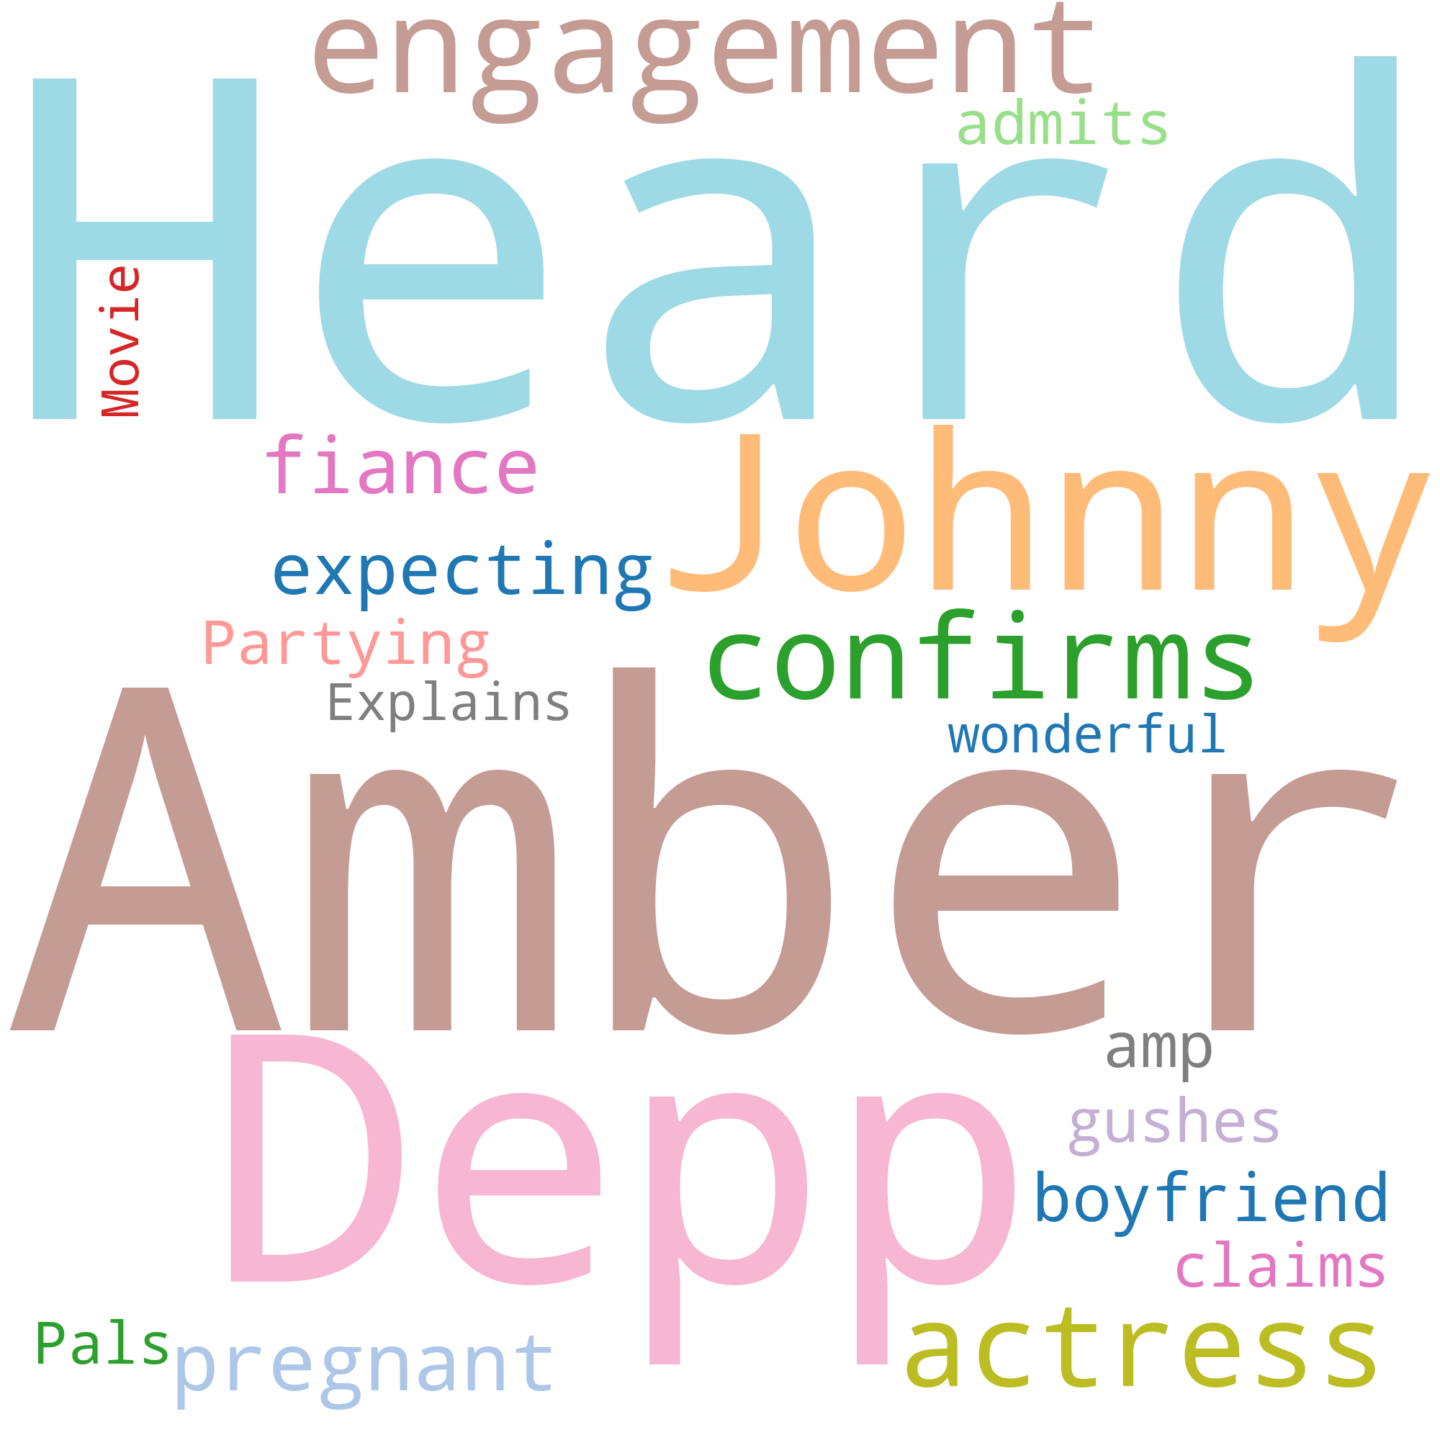 engagement
admits
Heard
Movie
fiance
Johnny
expecting
Partying
confirms
Explains
wonderful
Amber
Depp
amp
gushes
boyfriend
claims
Pals
pregnant
actress